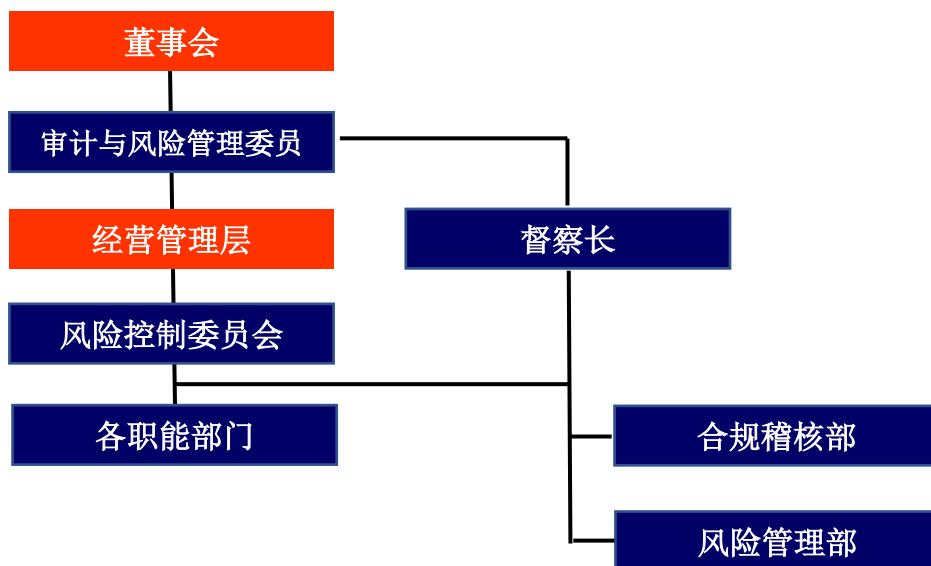 董事会
审计与风险管理委员
经营管理层
督察长
风险控制委员会
各职能部门
合规稽核部
风险管理部